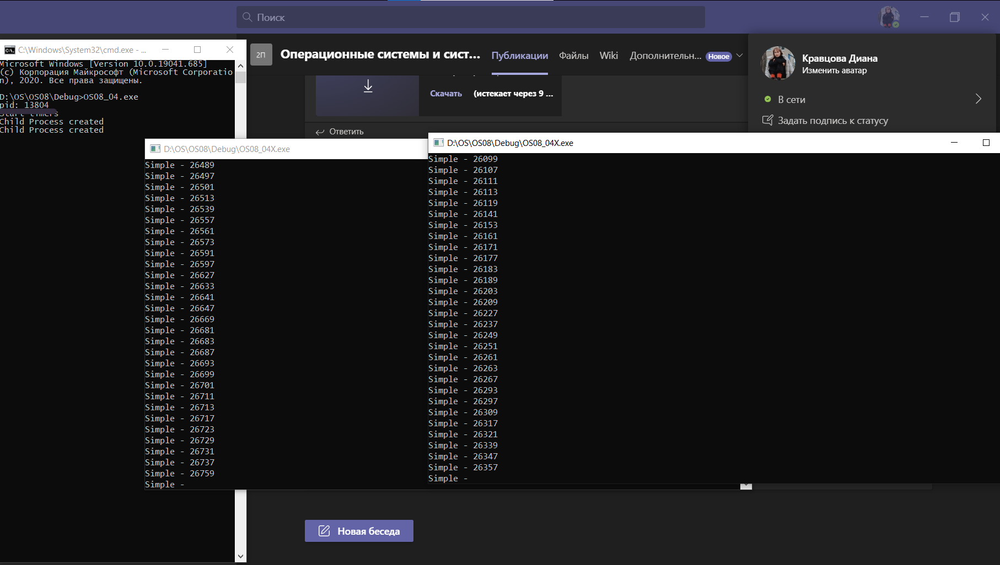 Поиск
C:\Windows\System32\cmd.exe - ...
Microsoft Windows [Version 10.0.19041.685]
(c) Корпорация Майкрософт (Microsoft Corporatio
n), 2020. Все права защищены.
D:\OS\OS08\Debug>OS08_04.exe
pid: 13804
Start timers
Child Process created
Child Process created
2П
Операционные системы и сист...
Публикации
Файлы
Wiki
Дополнительн...
Новое
Скачать
(истекает через 9 ...
Ответить
Кравцова Диана
Изменить аватар
В сети
Задать подпись к статусу
D:\OS\OS08\Debug\OS08_04X.exe
Simple - 26489
Simple - 26497
Simple - 26501
Simple - 26513
Simple - 26539
Simple - 26557
Simple - 26561
Simple - 26573
Simple - 26591
Simple - 26597
Simple - 26627
Simple - 26633
Simple - 26641
Simple - 26647
Simple - 26669
Simple - 26681
Simple - 26683
Simple - 26687
Simple - 26693
Simple - 26699
Simple - 26701
Simple - 26711
Simple - 26713
Simple - 26717
Simple - 26723
Simple - 26729
Simple - 26731
Simple - 26737
Simple - 26759
Simple -
D:\OS\OS08\Debug\OS08_04X.exe
Simple - 26099
Simple - 26107
Simple - 26111
Simple - 26113
Simple - 26119
Simple - 26141
Simple - 26153
Simple - 26161
Simple - 26171
Simple - 26177
Simple - 26183
Simple - 26189
Simple - 26203
Simple - 26209
Simple - 26227
Simple - 26237
Simple - 26249
Simple - 26251
Simple - 26261
Simple - 26263
Simple - 26267
Simple - 26293
Simple - 26297
Simple - 26309
Simple - 26317
Simple - 26321
Simple - 26339
Simple - 26347
Simple - 26357
Simple -
Новая беседа